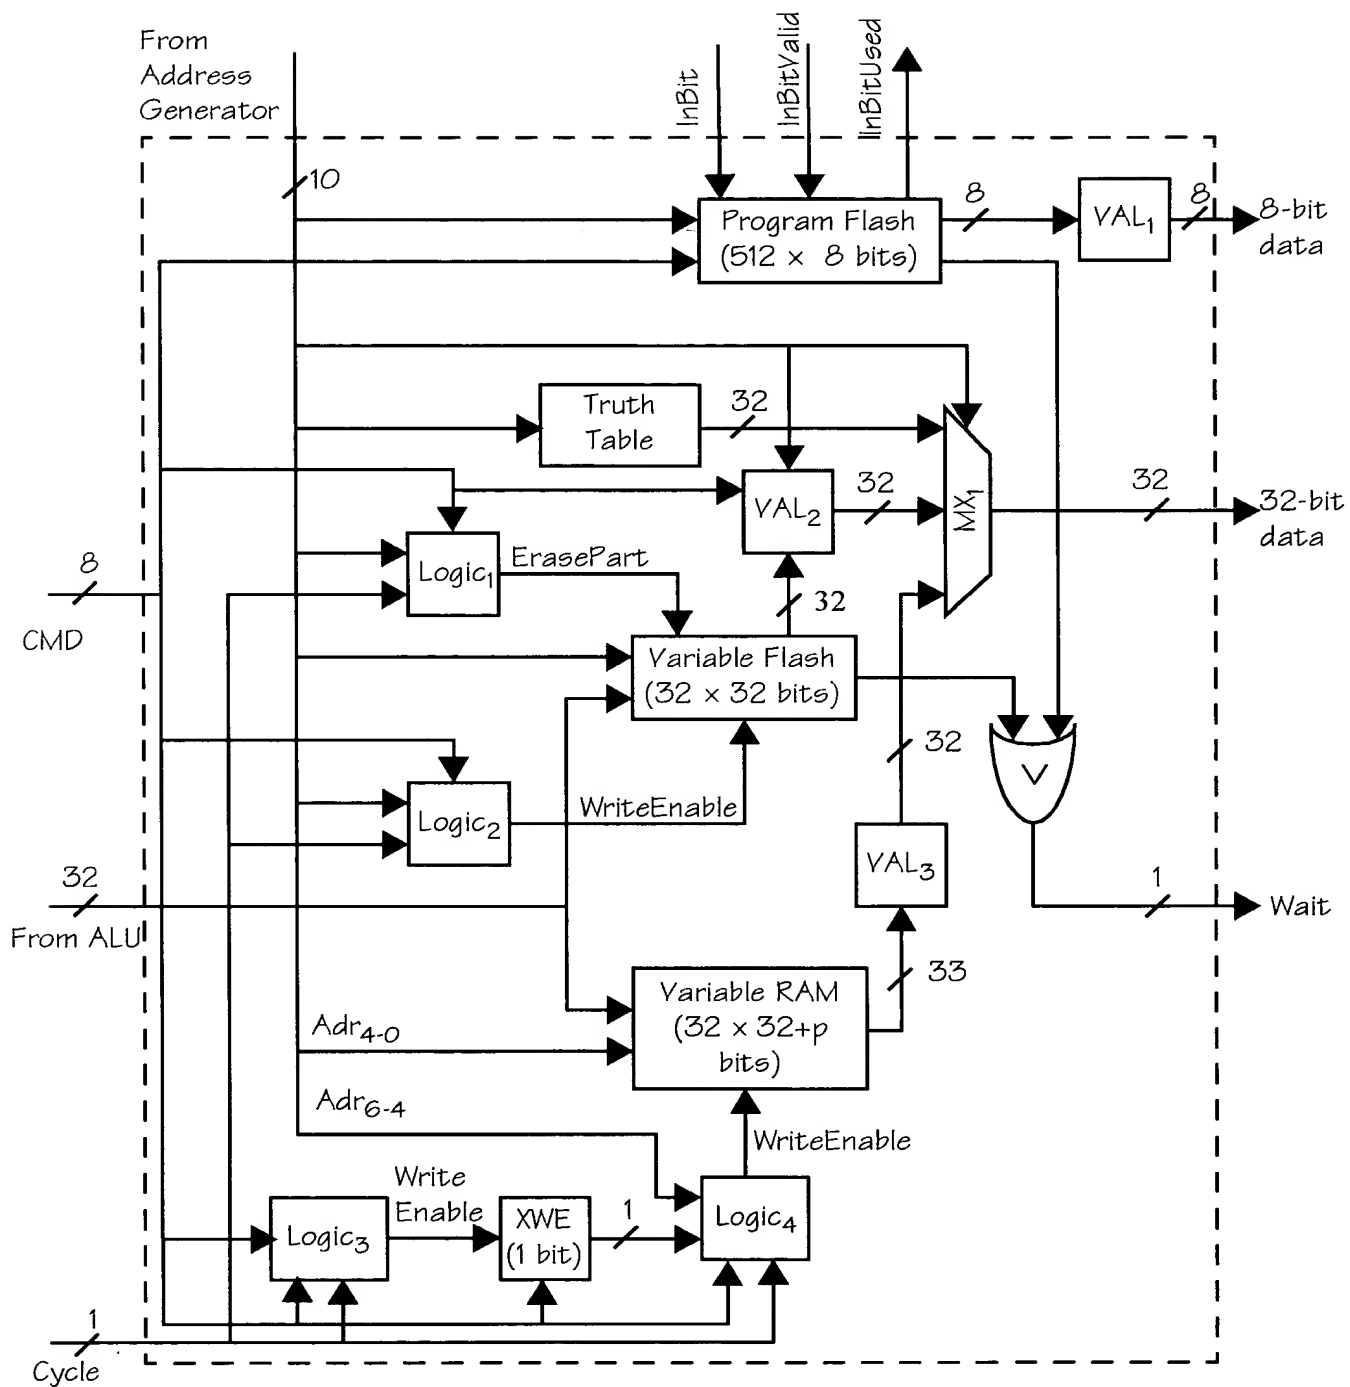 From
Address
Generator
InBit
InBitValid
InBitUsed
10
Program Flash
(512 × 8 bits)
8
VAL1
8
8-bit
data
Truth
Table
32
VAL2
32
MX1
32
32-bit
data
8
CMD
Logic1
ErasePart
32
Variable Flash
(32 × 32 bits)
Logic2
WriteEnable
32
V
32
From ALU
VAL3
1
Wait
33
Variable RAM
(32 × 32+p
bits)
Adr4-0
Adr6-4
WriteEnable
Write
Enable
Logic3
XWE
(1 bit)
1
Logic4
1
Cycle